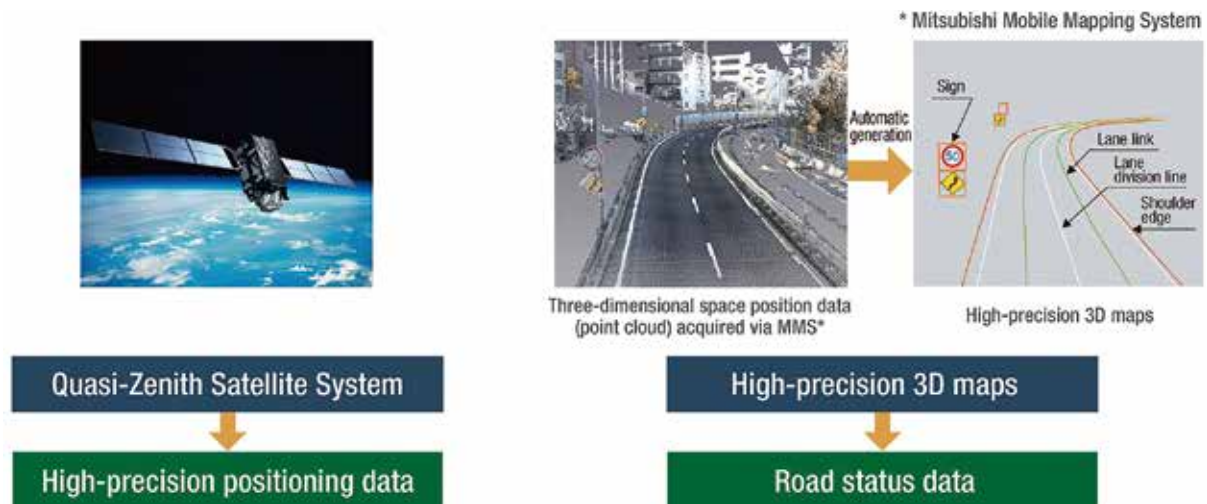 * Mitsubishi Mobile Mapping System
Automatic
generation
Sign
50
Lane link
Lane
division line
Shoulder
edge
Three-dimensional space position data
(point cloud) acquired via MMS*
High-precision 3D maps
Quasi-Zenith Satellite System
High-precision positioning data
High-precision 3D maps
Road status data